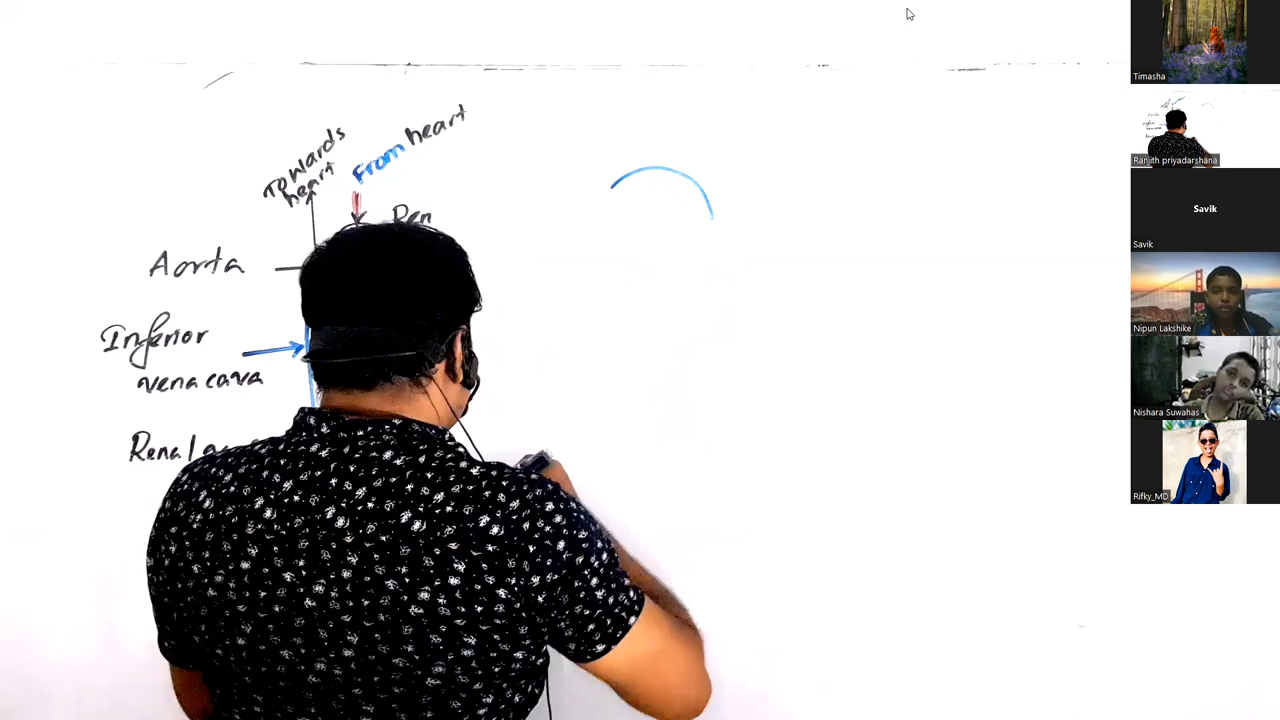 Towards
heart
From heart
Ren
Aorta
Inferior
vena cava
Renal
Timasha
Ranjith priyadarshana
Savik
Savik
Nipun Lakshike
Nishara Suwahas
Rifky_MD